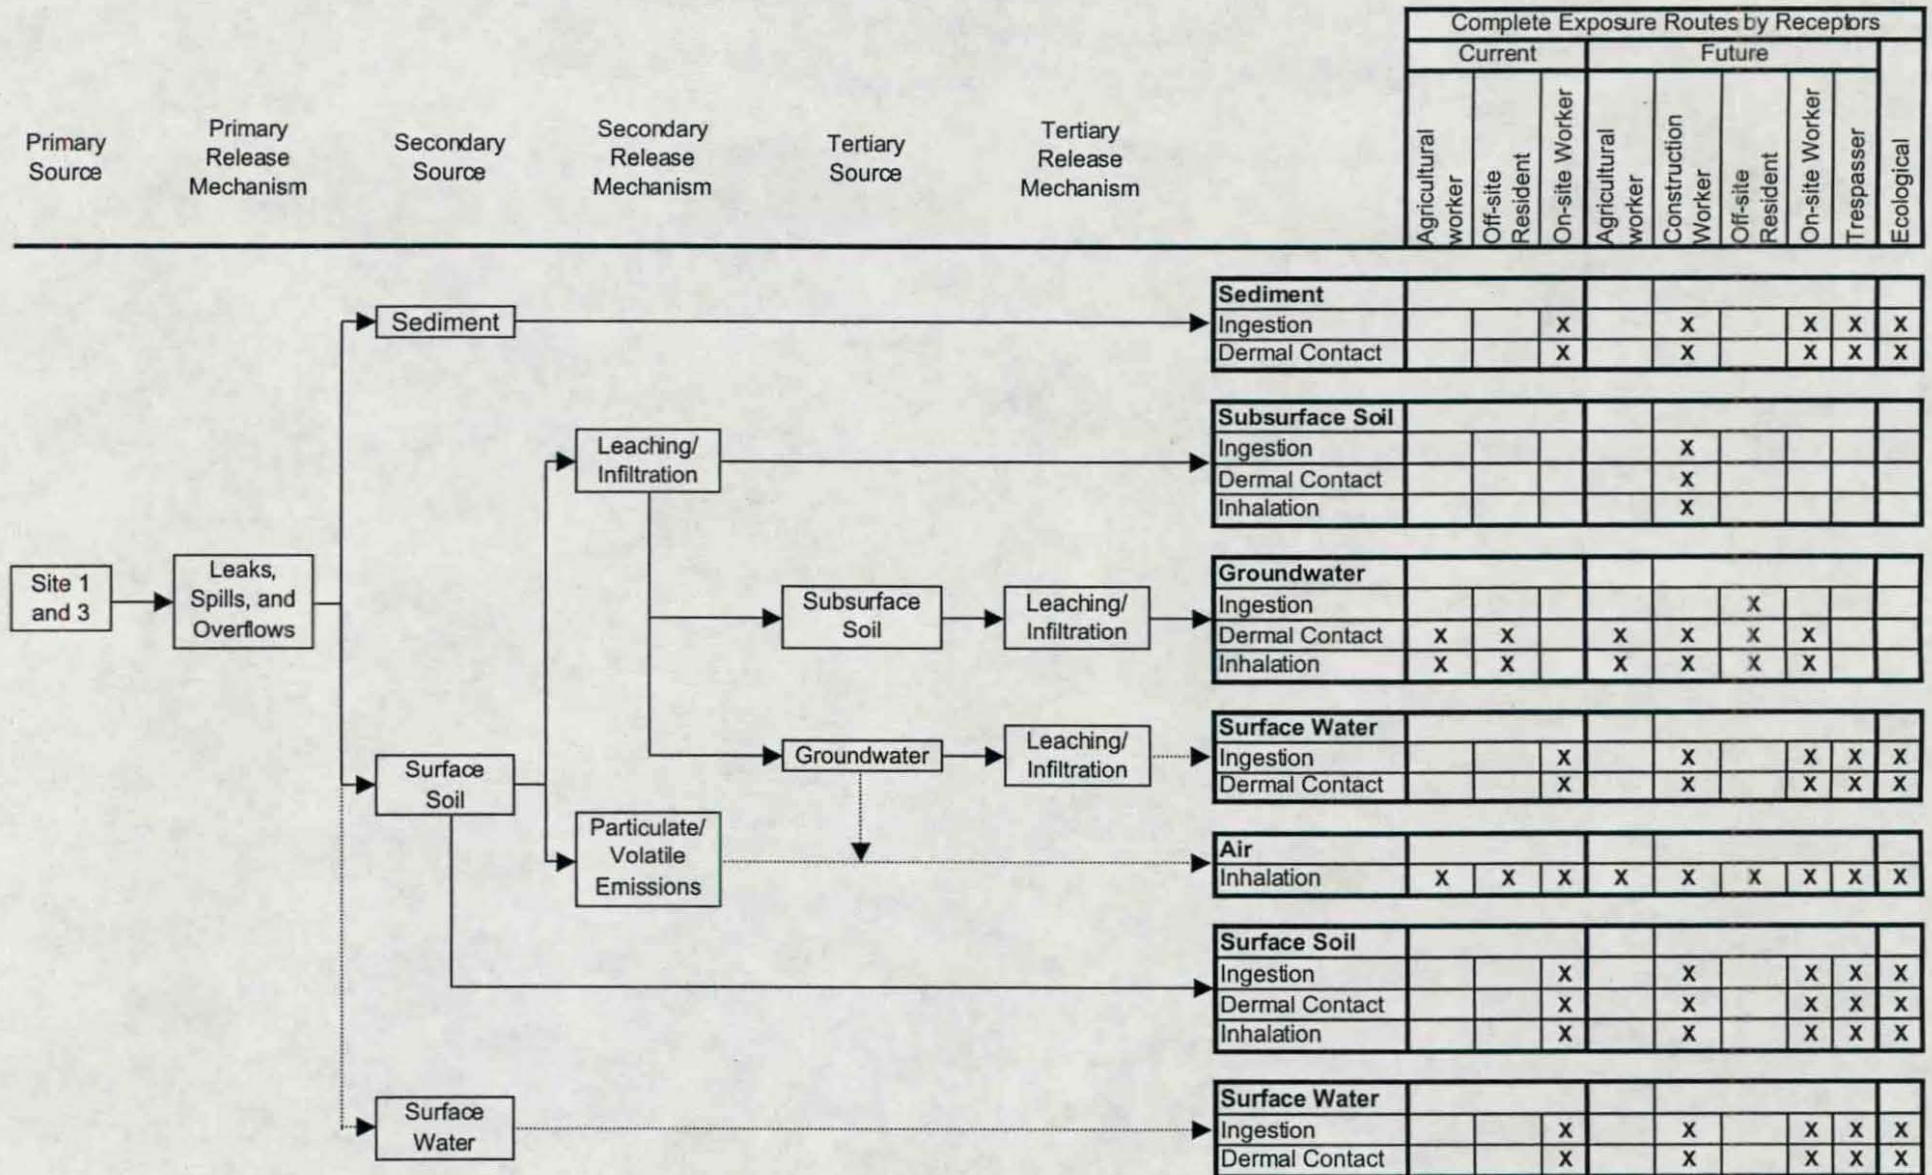 Complete Exposure Routes by Receptors
Current Future
Primary Source
Primary Release Mechanism
Secondary Source
Secondary Release Mechanism
Tertiary Source
Tertiary Release Mechanism
Agricultural worker
Off-site Resident
On-site Worker
Agricultural worker
Construction Worker
Off-site Resident
On-site Worker
Trespasser
Ecological
Site 1
and 3
Leaks,
Spills, and
Overflows
Sediment
Sediment
Ingestion X X X X X
Dermal Contact X X X X X
Leaching/
Infiltration
Subsurface Soil
Ingestion X
Dermal Contact X
Inhalation X
Subsurface
Soil
Leaching/
Infiltration
Groundwater
Ingestion X
Dermal Contact X X X X X X
Inhalation X X X X X X
Groundwater
Leaching/
Infiltration
Surface Water
Ingestion X X X X X
Dermal Contact X X X X X
Surface
Soil
Particulate/
Volatile
Emissions
Air
Inhalation X X X X X X X X X
Surface Soil
Ingestion X X X X X
Dermal Contact X X X X X
Inhalation X X X X X
Surface
Water
Surface Water
Ingestion X X X X X
Dermal Contact X X X X X